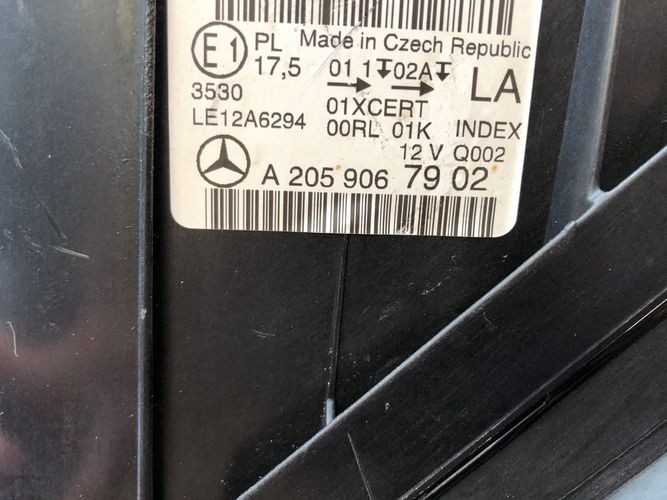 E1 PL Made in Czech Republic
17,5 01 1 02A LA
3530 01XCERT
LE12A6294 00RL 01K INDEX
12 V Q002
A 205 906 79 02